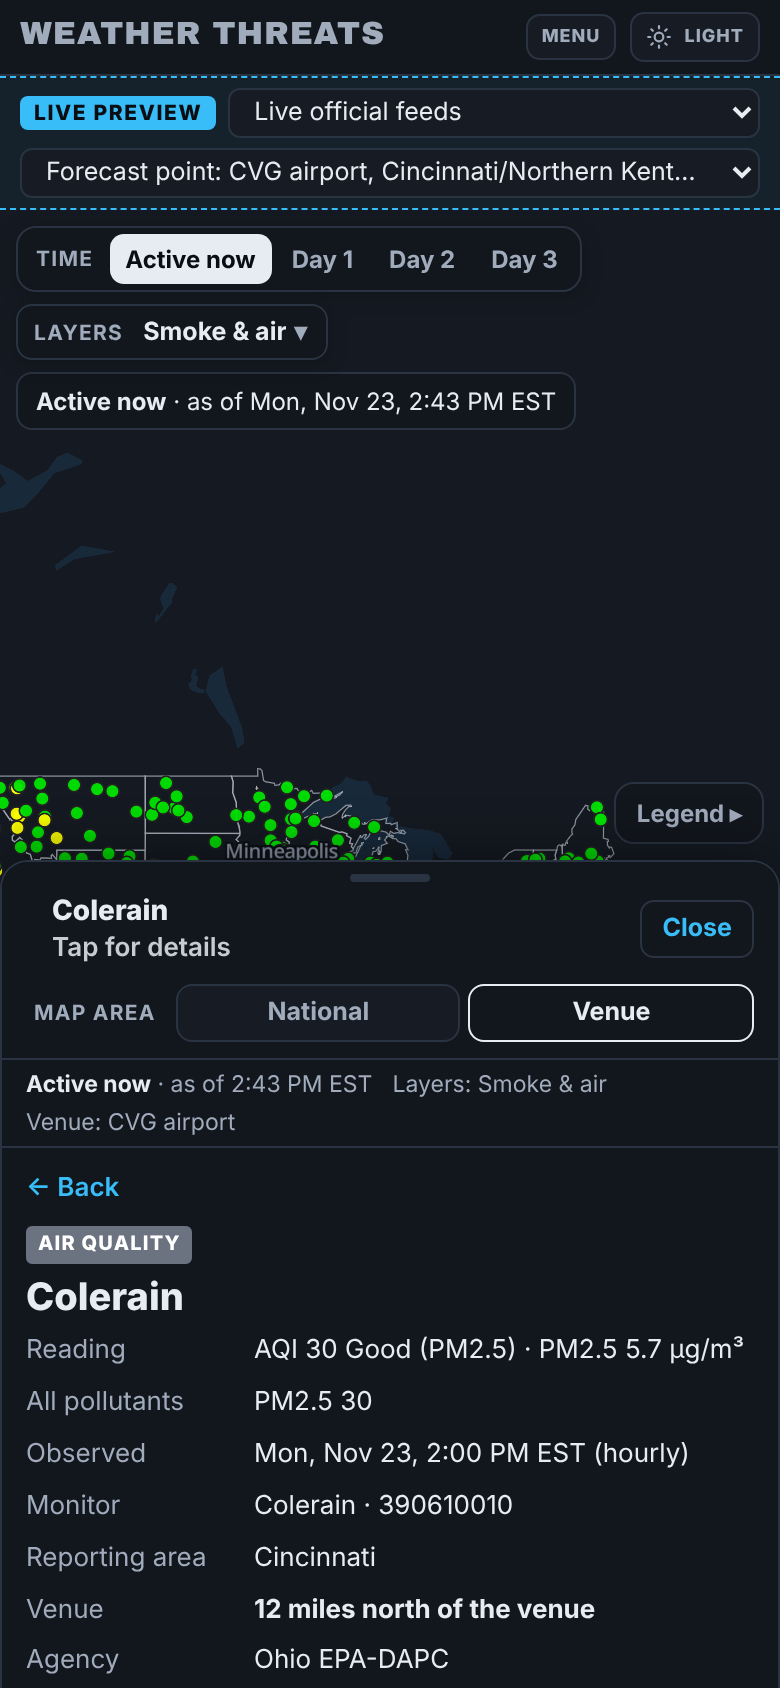 WEATHER THREATS
MENU
LIGHT
LIVE PREVIEW
Live official feeds
Forecast point: CVG airport, Cincinnati/Northern Kent...
TIME Active now Day 1 Day 2 Day 3
LAYERS Smoke & air ▾
Active now · as of Mon, Nov 23, 2:43 PM EST
Legend ▸
Minneapolis
Colerain
Tap for details
Close
MAP AREA National Venue
Active now · as of 2:43 PM EST Layers: Smoke & air
Venue: CVG airport
← Back
AIR QUALITY
Colerain
Reading AQI 30 Good (PM2.5) · PM2.5 5.7 µg/m³
All pollutants PM2.5 30
Observed Mon, Nov 23, 2:00 PM EST (hourly)
Monitor Colerain · 390610010
Reporting area Cincinnati
Venue 12 miles north of the venue
Agency Ohio EPA-DAPC